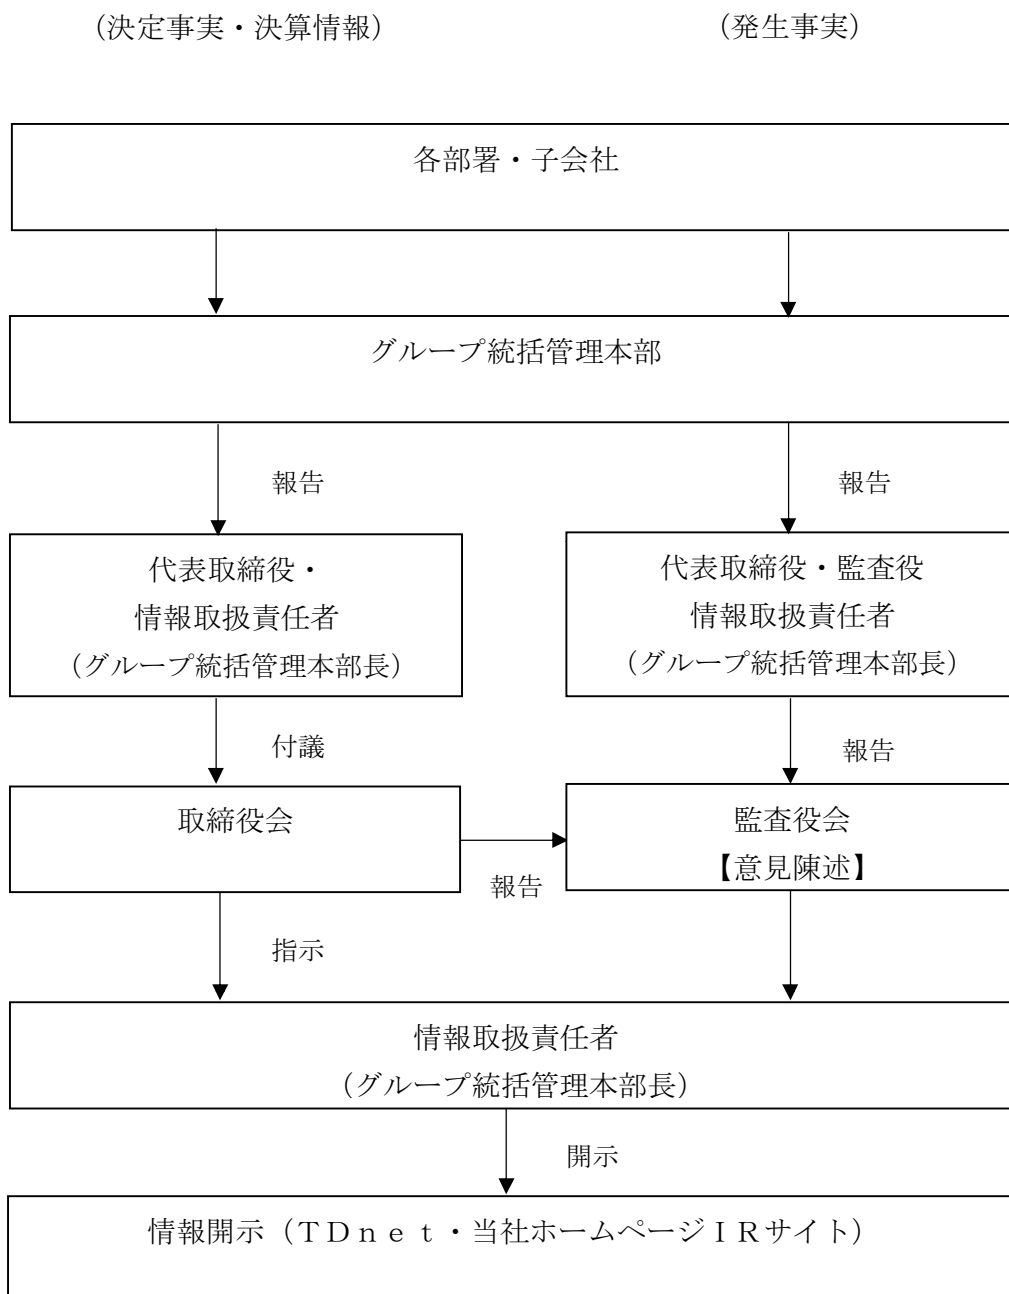 （決定事実・決算情報）
（発生事実）
各部署・子会社
グループ統括管理本部
報告
報告
代表取締役・
情報取扱責任者
（グループ統括管理本部長）
代表取締役・監査役
情報取扱責任者
（グループ統括管理本部長）
付議
報告
取締役会
報告
監査役会
【意見陳述】
指示
情報取扱責任者
（グループ統括管理本部長）
開示
情報開示（ＴＤｎｅｔ・当社ホームページＩＲサイト）